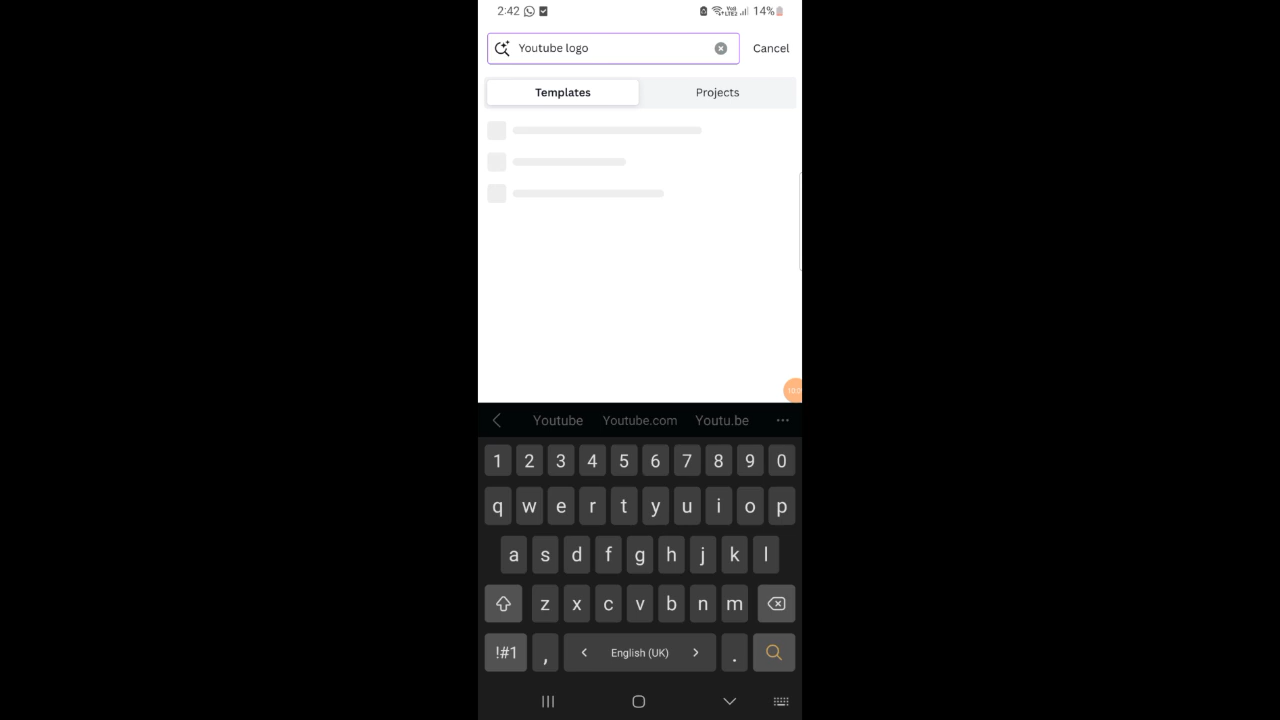 2:42
14%
Youtube logo
Cancel
Templates
Projects
Youtube Youtube.com Youtu.be
1 2 3 4 5 6 7 8 9 0
q w e r t y u i o p
a s d f g h j k l
z x c v b n m
!#1 , < English (UK) > .